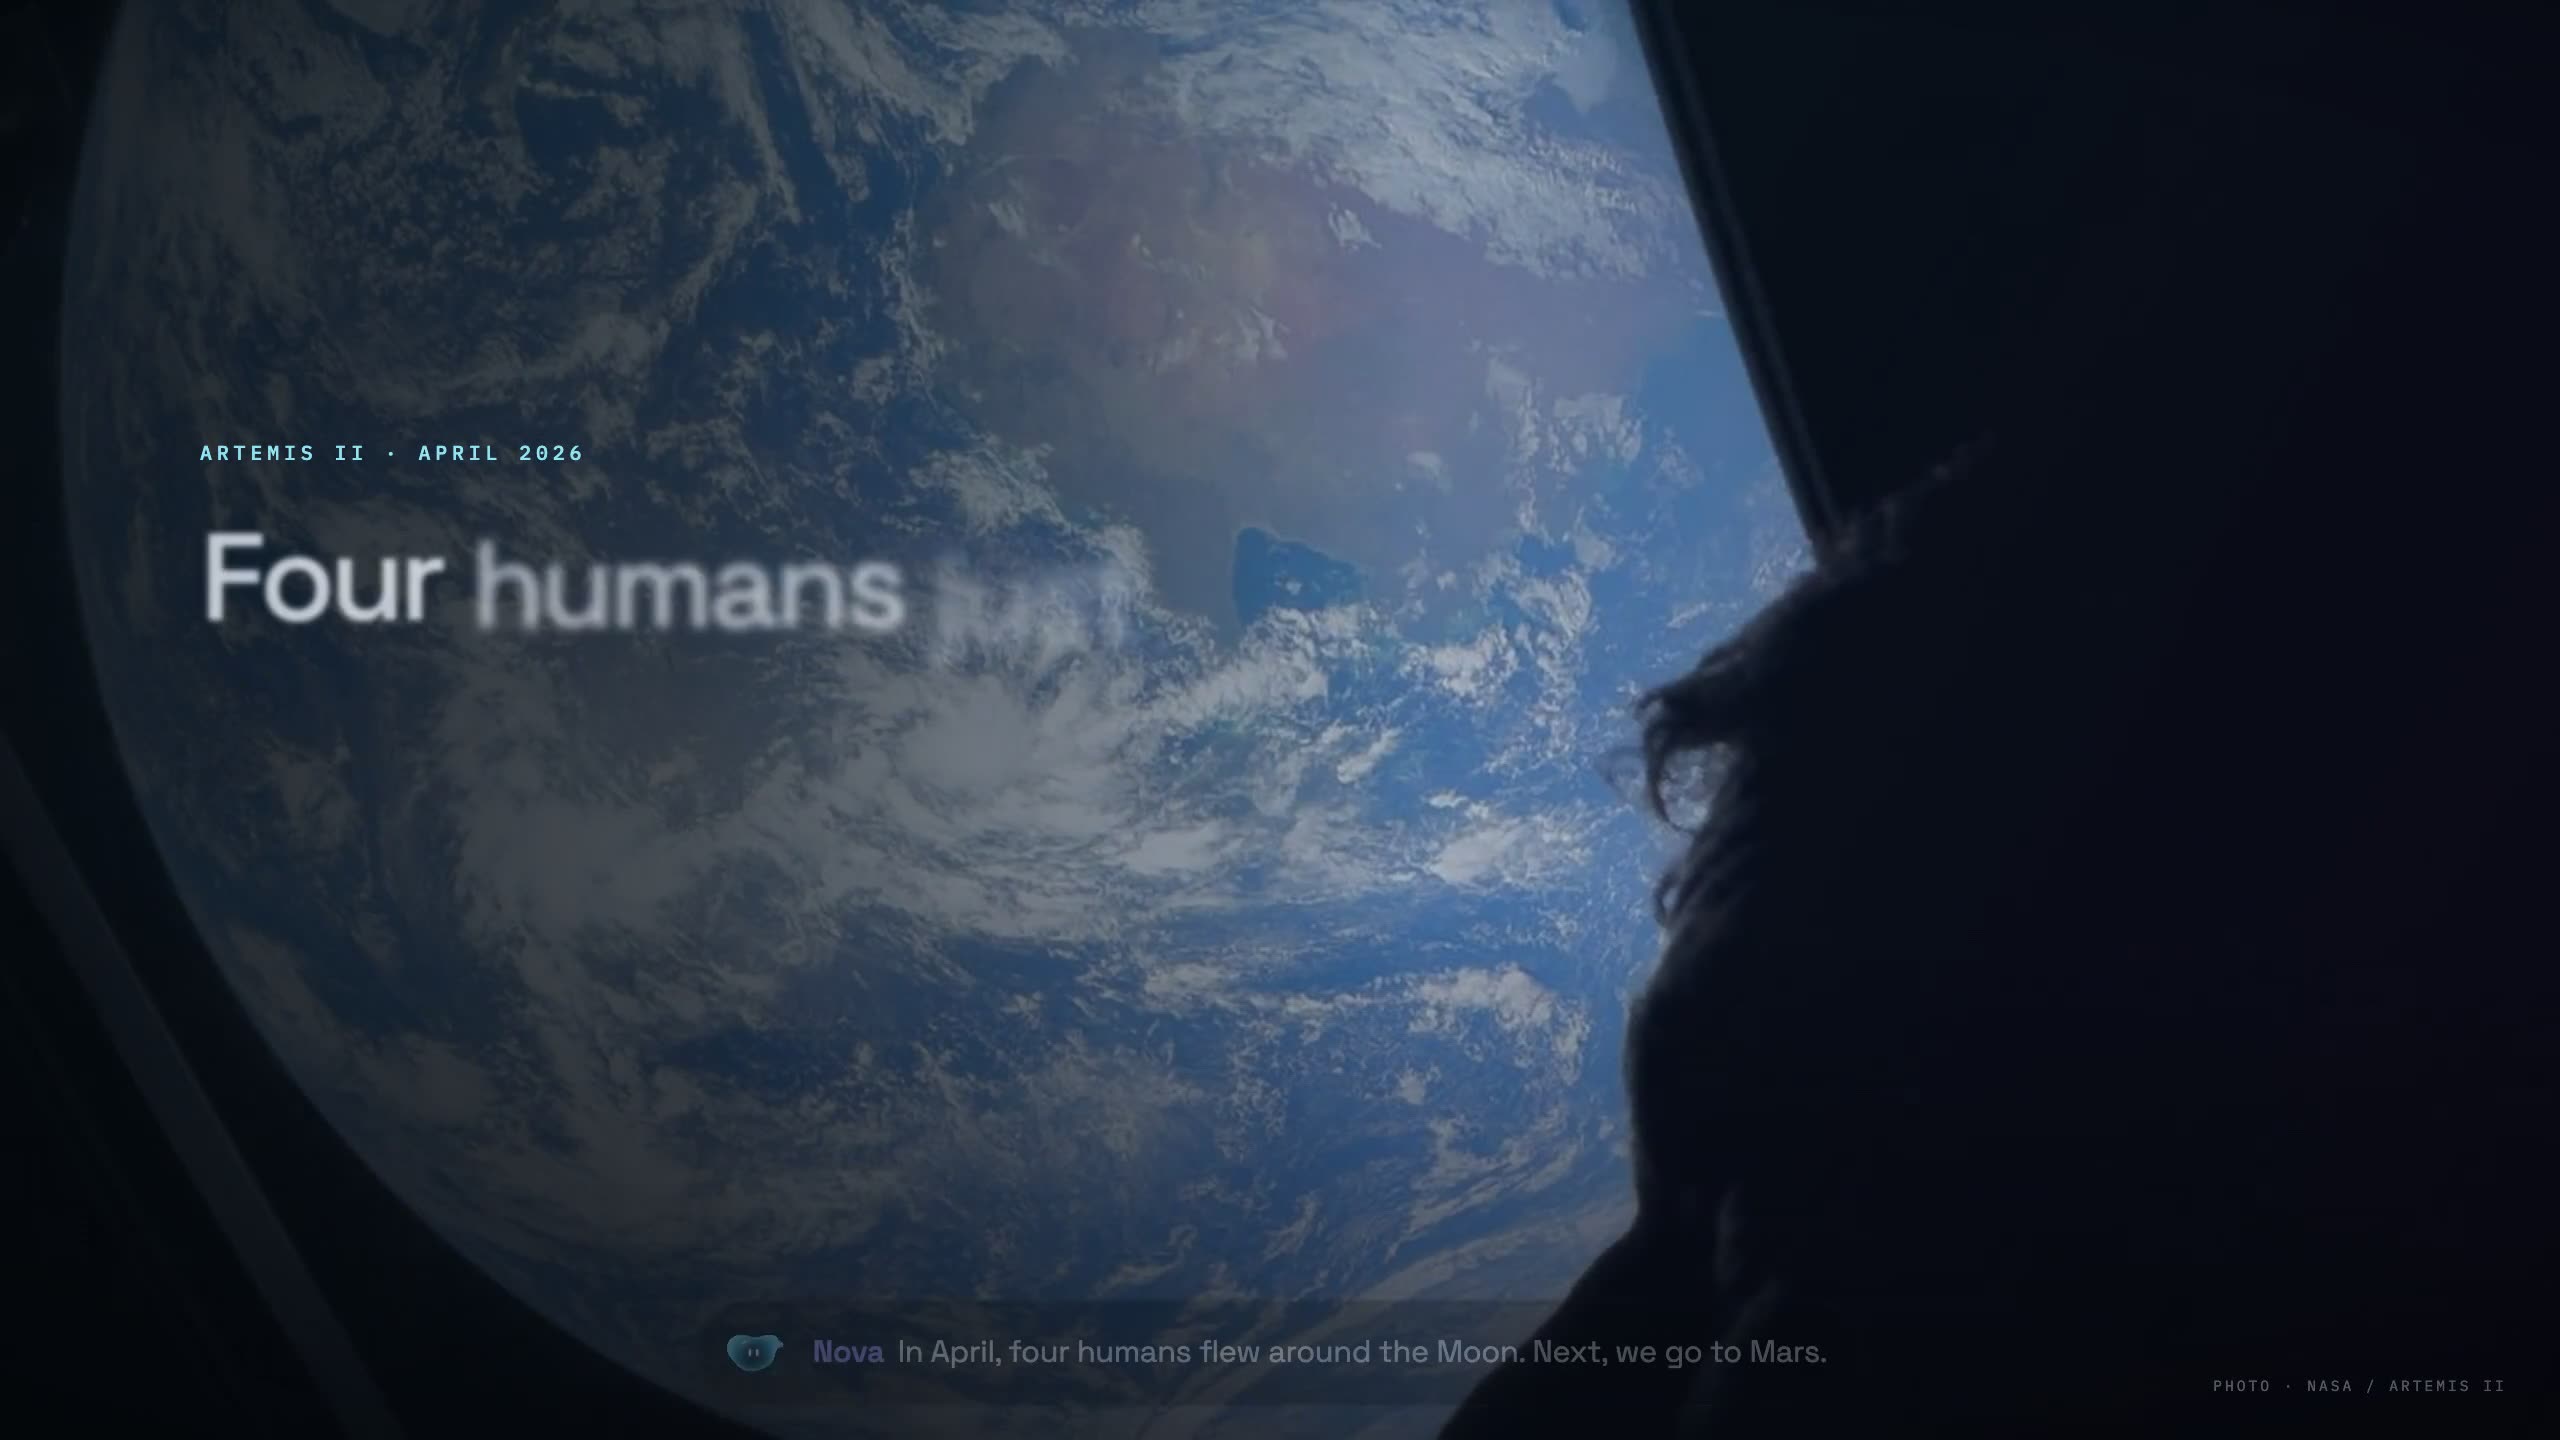 ARTEMIS II · APRIL 2026
Four humans
Nova In April, four humans flew around the Moon. Next, we go to Mars.
PHOTO · NASA / ARTEMIS II